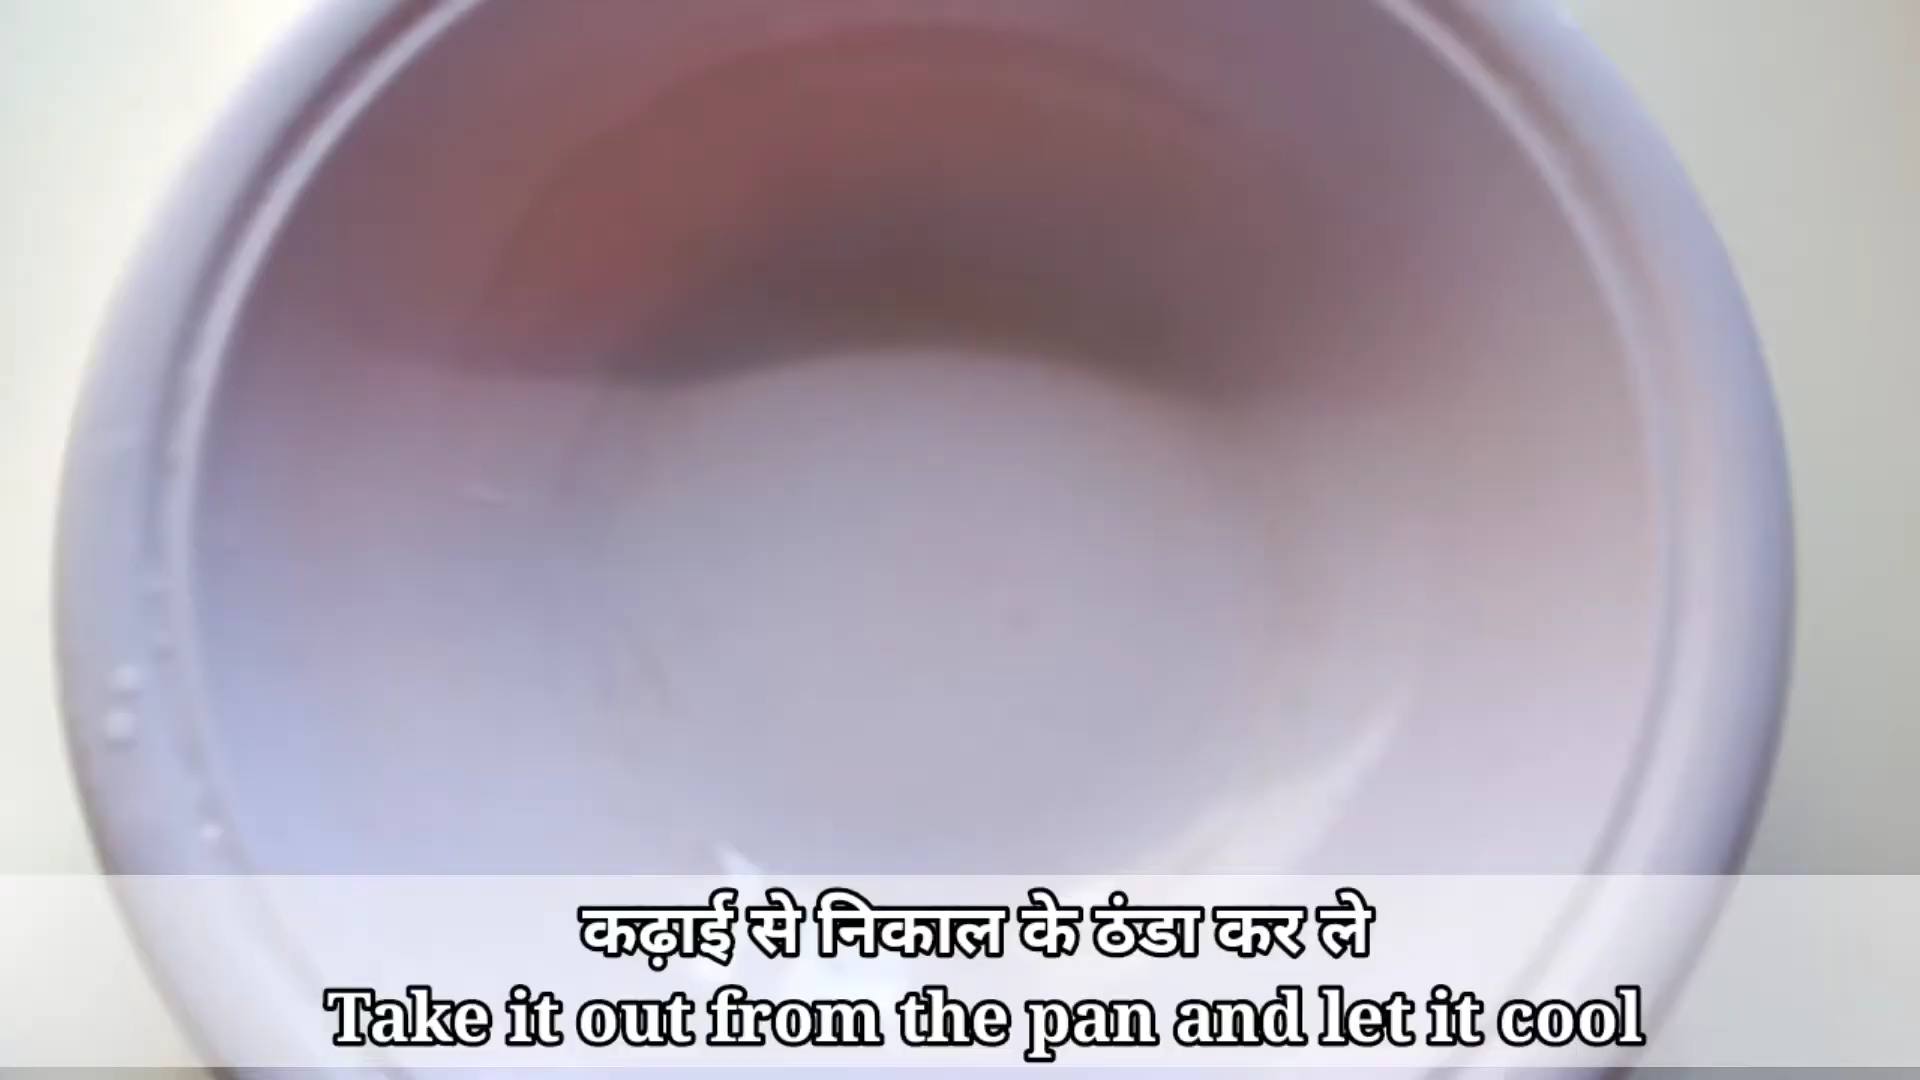 कढ़ाई से निकाल के ठंडा कर ले
Take it out from the pan and let it cool